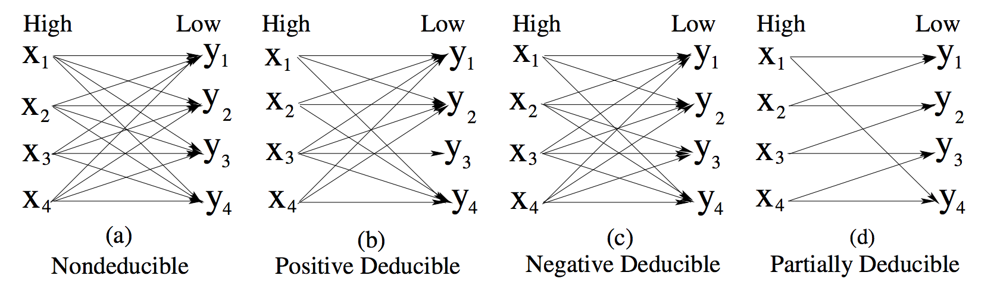 High Low High Low High Low High Low
x1 y1 x1 y1 x1 y1 x1 y1
x2 y2 x2 y2 x2 y2 x2 y2
x3 y3 x3 y3 x3 y3 x3 y3
x4 y4 x4 y4 x4 y4 x4 y4
(a) (b) (c) (d)
Nondeducible Positive Deducible Negative Deducible Partially Deducible